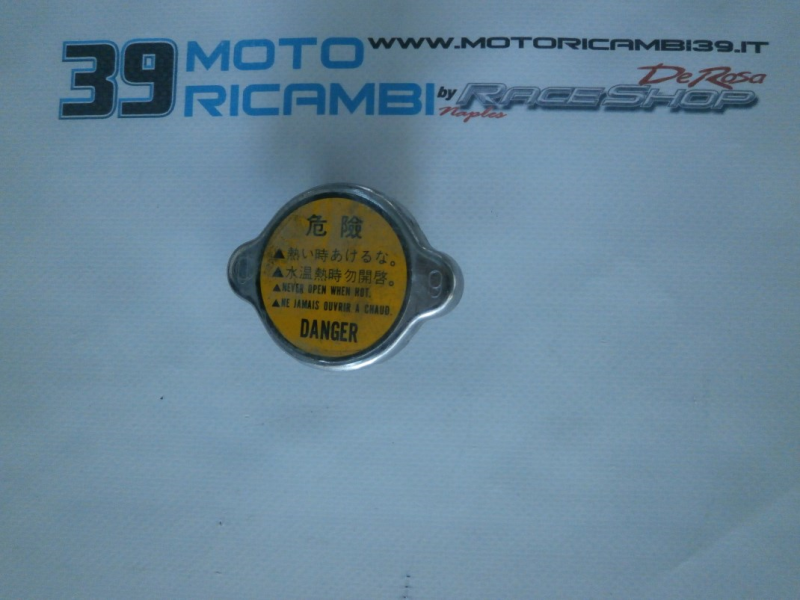 39 MOTO RICAMBI
WWW.MOTORICAMBI39.IT
by RACESHOP
De Rosa
Naples
危険
▲熱い時あけるな。
▲水温熱時勿開啓。
▲NEVER OPEN WHEN HOT.
▲NE JAMAIS OUVRIR A CHAUD.
DANGER